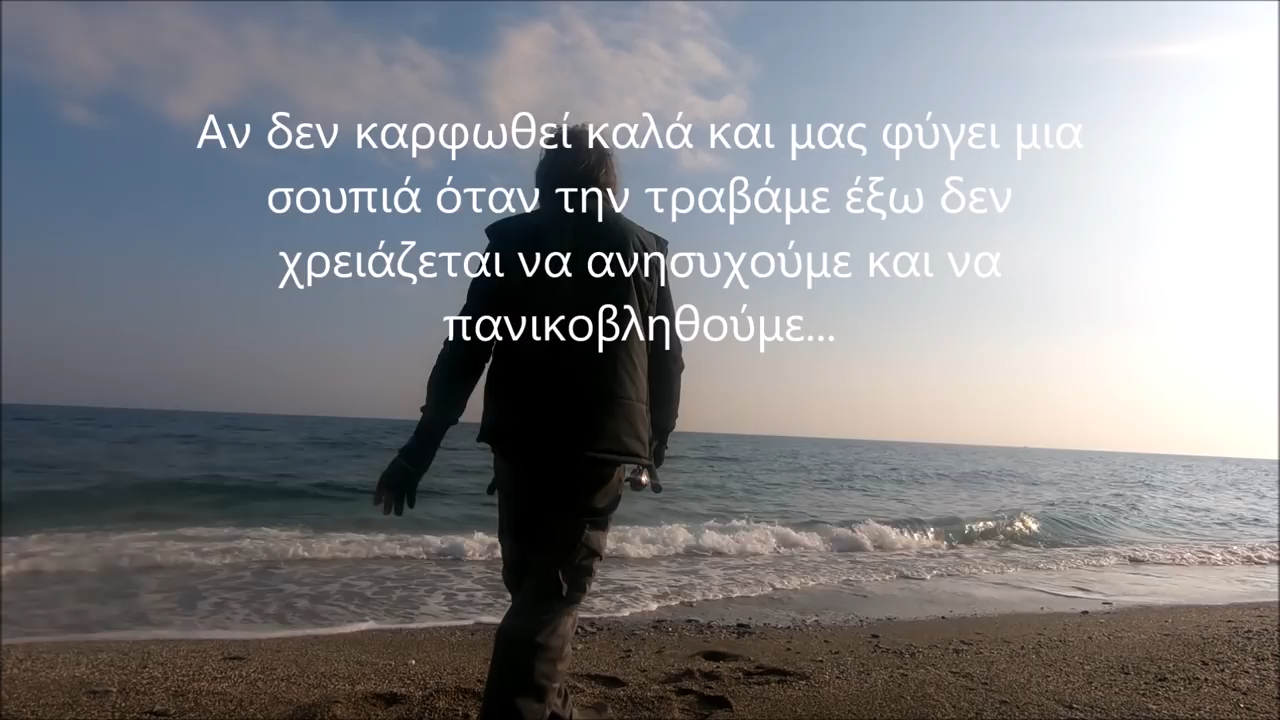 Αν δεν καρφωθεί καλά και μας φύγει μια
σουπιά όταν την τραβάμε έξω δεν
χρειάζεται να ανησυχούμε και να
πανικοβληθούμε...